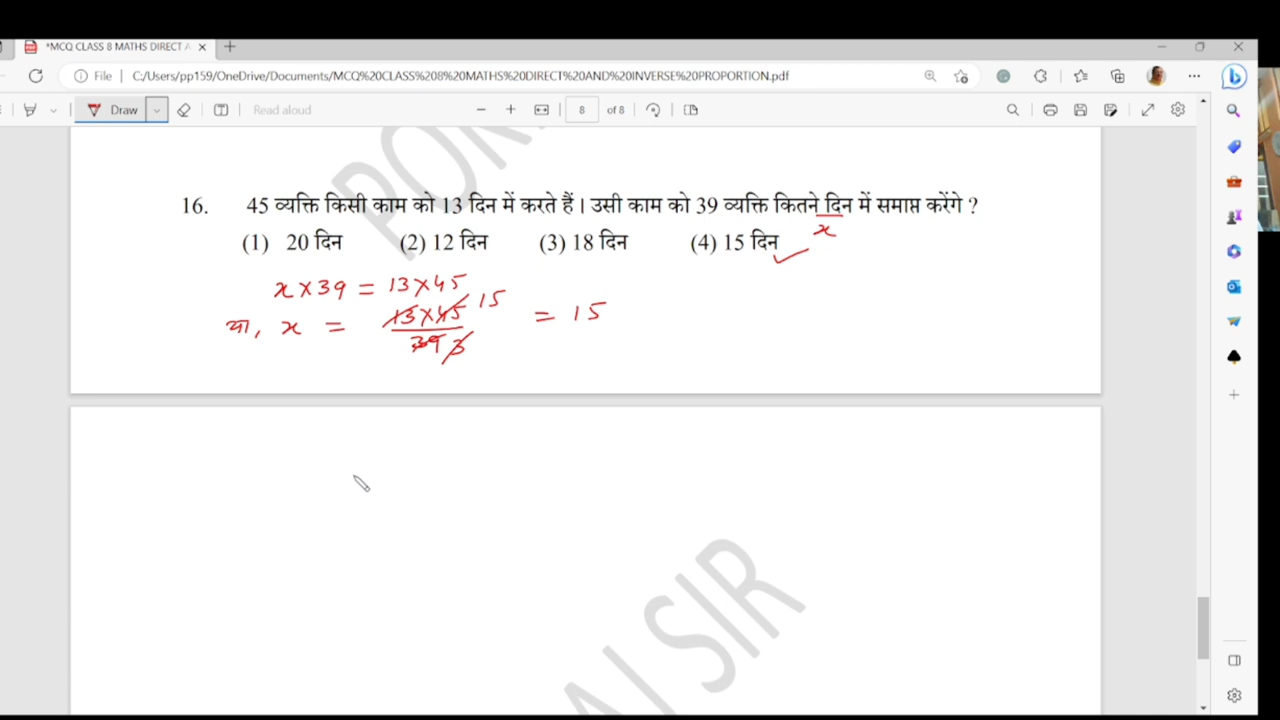 *MCQ CLASS 8 MATHS DIRECT A
File C:/Users/pp159/OneDrive/Documents/MCQ%20CLASS%208%20MATHS%20DIRECT%20AND%20INVERSE%20PROPORTION.pdf
Draw Read aloud 8 of 8
16. 45 व्यक्ति किसी काम को 13 दिन में करते हैं। उसी काम को 39 व्यक्ति कितने दिन में समाप्त करेंगे ?
x
(1) 20 दिन (2) 12 दिन (3) 18 दिन (4) 15 दिन
x × 39 = 13 × 45
या, x = 13×45 15 = 15
39 3
AI SIR